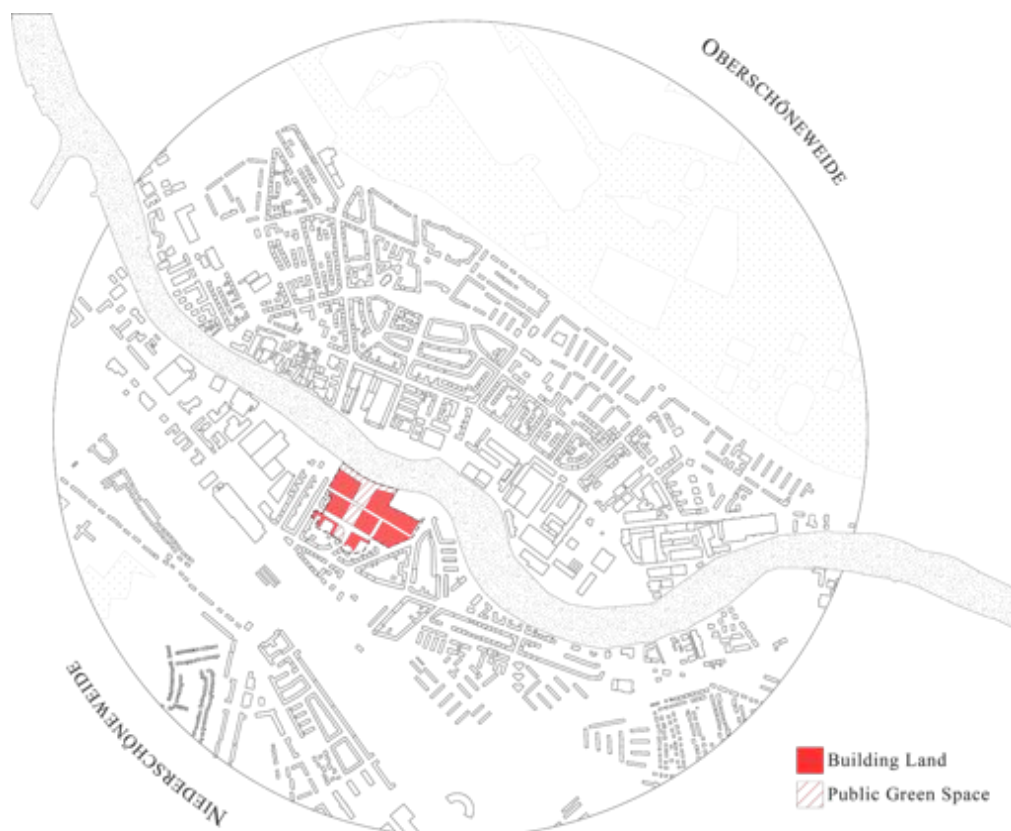 OBERSCHÖNEWEIDE
NIEDERSCHÖNEWEIDE
Building Land
Public Green Space